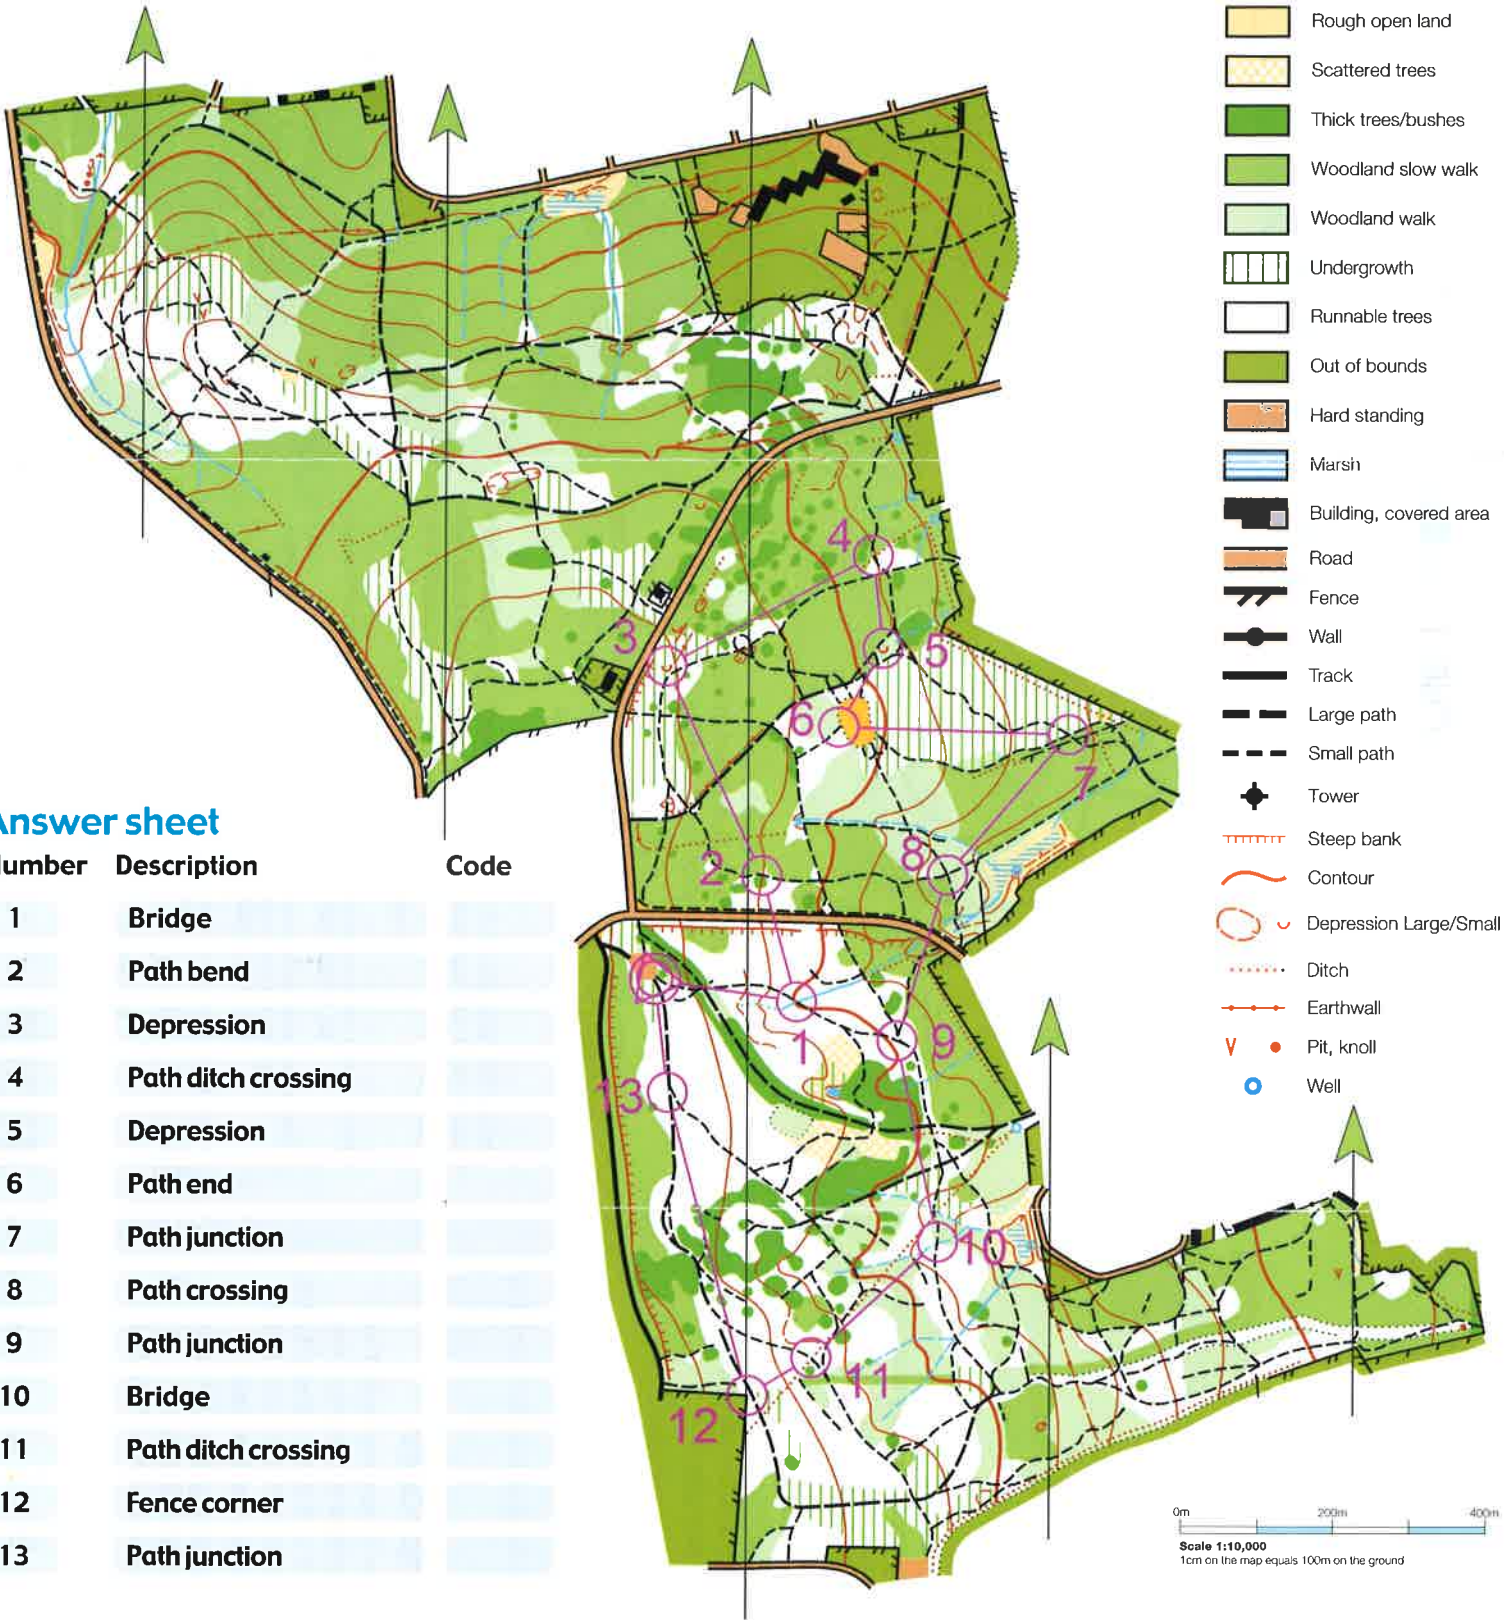 Rough open land
Scattered trees
Thick trees/bushes
Woodland slow walk
Woodland walk
Undergrowth
Runnable trees
Out of bounds
Hard standing
Marsh
Building, covered area
Road
Fence
Wall
Track
Large path
Small path
Tower
Steep bank
Contour
Depression Large/Small
Ditch
Earthwall
Pit, knoll
Well
4
3
5
6
7
2
8
1
9
13
10
11
12
Answer sheet
Number Description Code
1 Bridge
2 Path bend
3 Depression
4 Path ditch crossing
5 Depression
6 Path end
7 Path junction
8 Path crossing
9 Path junction
10 Bridge
11 Path ditch crossing
12 Fence corner
13 Path junction
0m 200m 400m
Scale 1:10,000
1cm on the map equals 100m on the ground